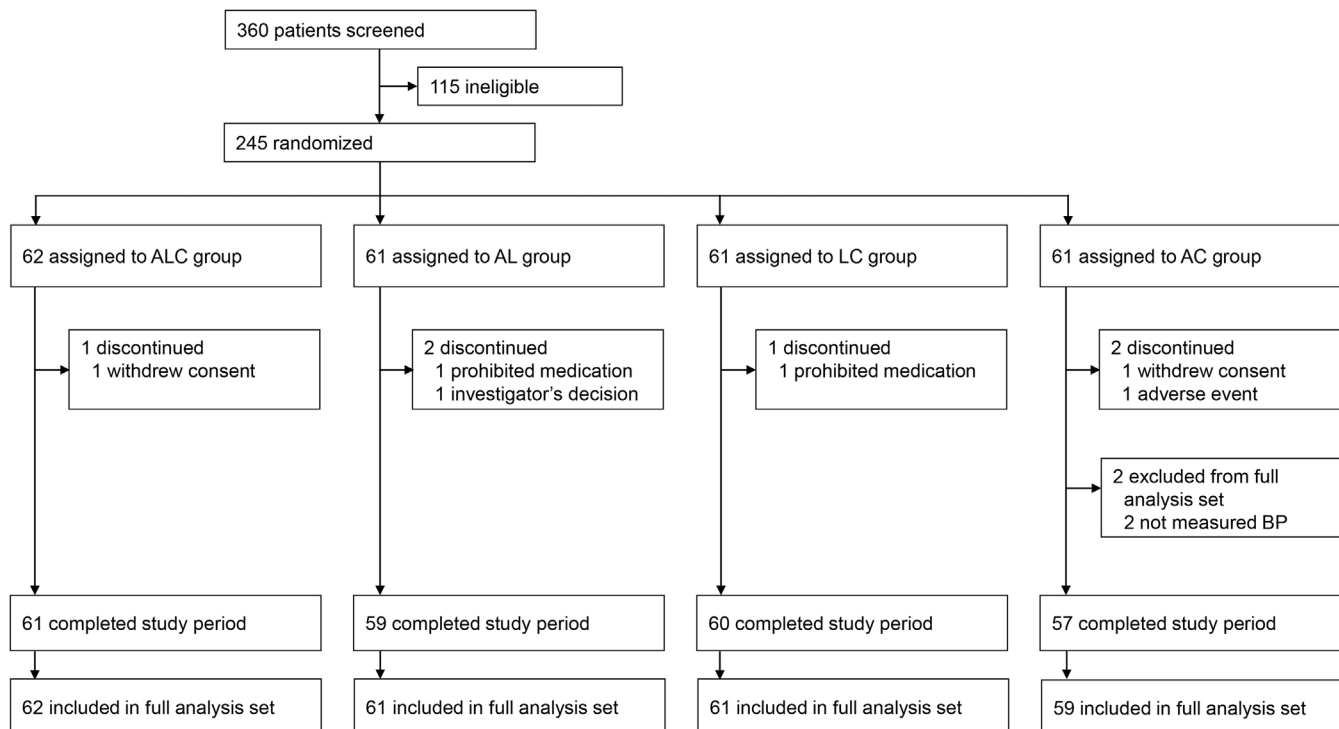 360 patients screened
115 ineligible
245 randomized
62 assigned to ALC group
61 assigned to AL group
61 assigned to LC group
61 assigned to AC group
1 discontinued
1 withdrew consent
2 discontinued
1 prohibited medication
1 investigator’s decision
1 discontinued
1 prohibited medication
2 discontinued
1 withdrew consent
1 adverse event
2 excluded from full
analysis set
2 not measured BP
61 completed study period
59 completed study period
60 completed study period
57 completed study period
62 included in full analysis set
61 included in full analysis set
61 included in full analysis set
59 included in full analysis set